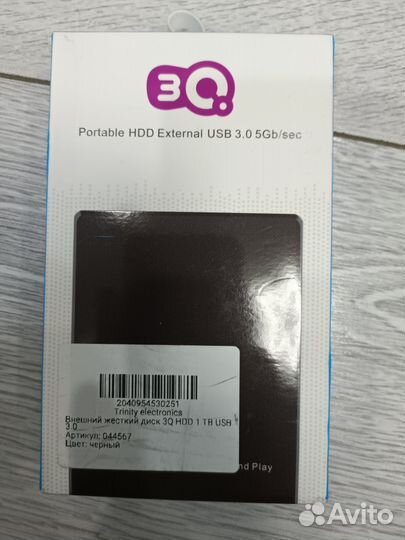 3Q.
Portable HDD External USB 3.0 5Gb/sec
2040954530251
Trinity electronics
Внешний жесткий диск 3Q HDD 1 TB USB
3.0
Артикул: 044567
Цвет: черный
nd Play
Avito